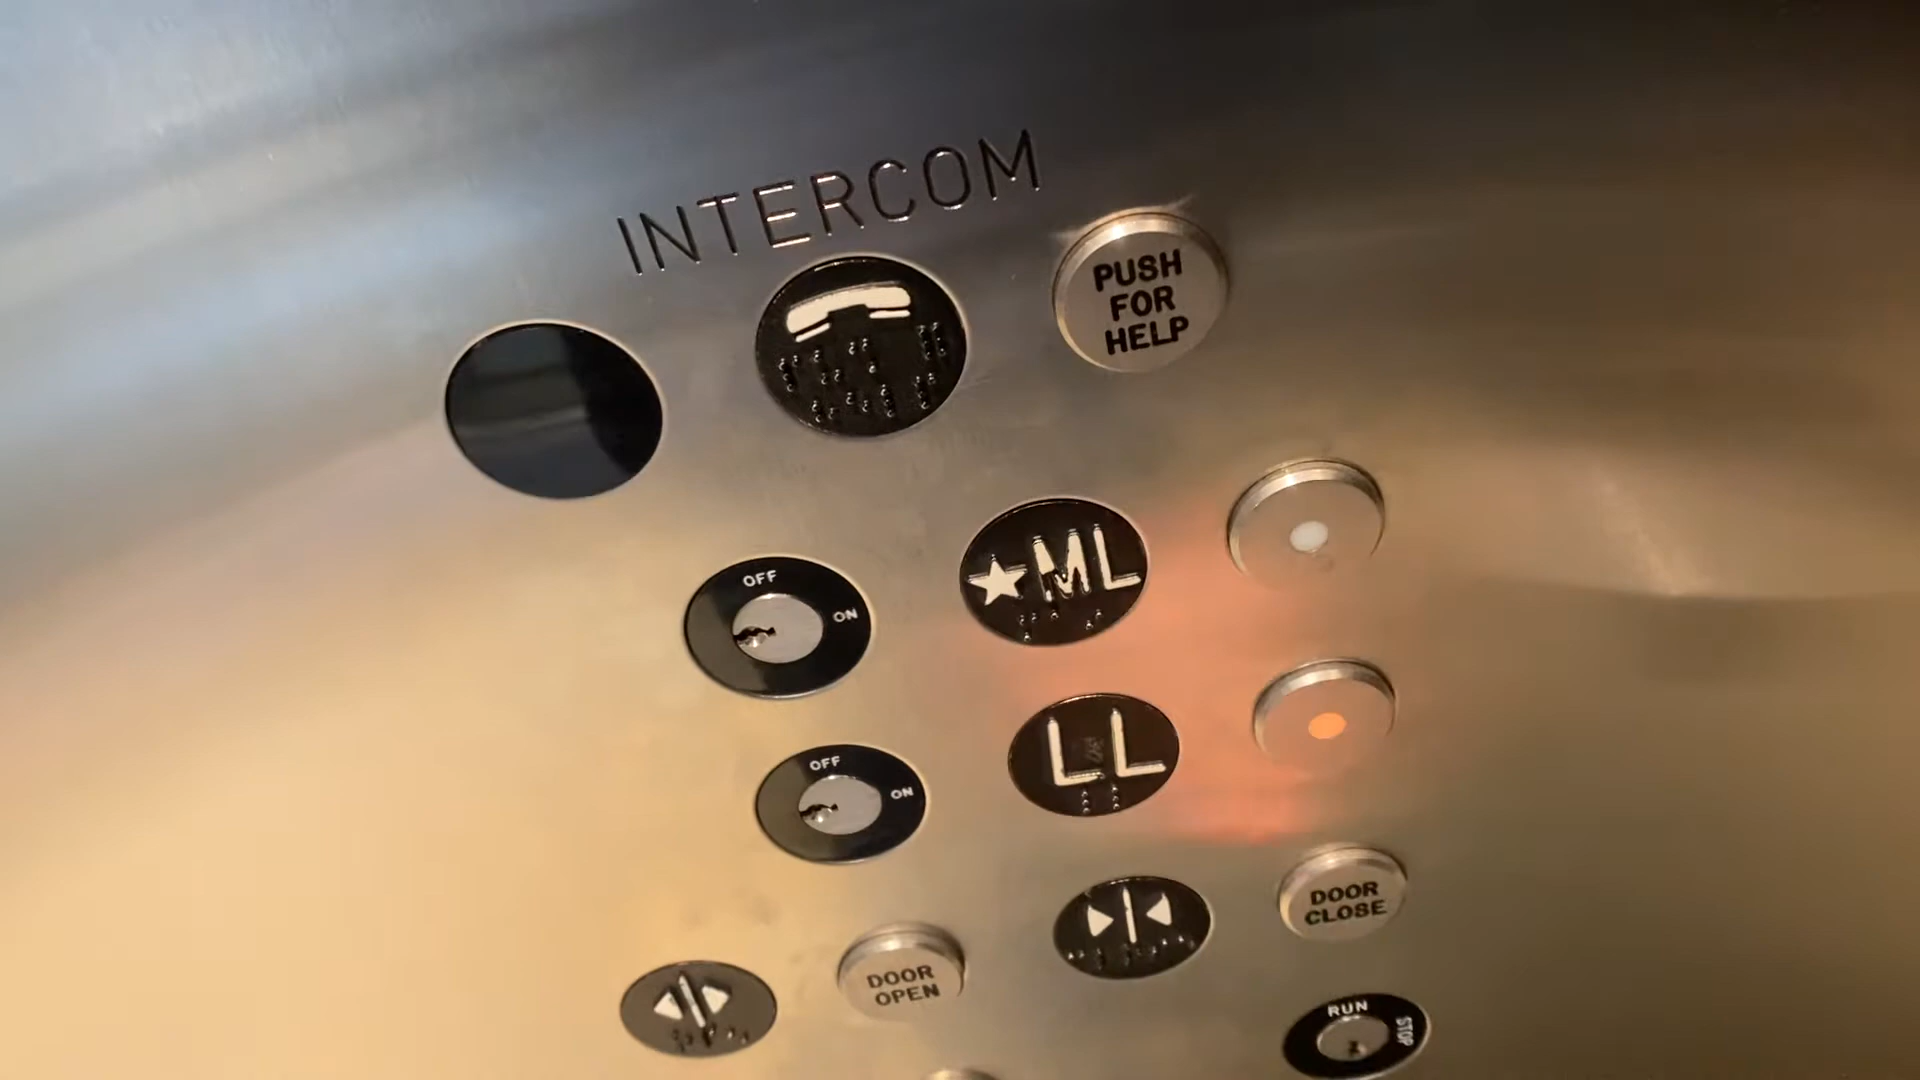 INTERCOM
PUSH
FOR
HELP
★ML
OFF
ON
LL
OFF
ON
DOOR
CLOSE
DOOR
OPEN
RUN
STOP